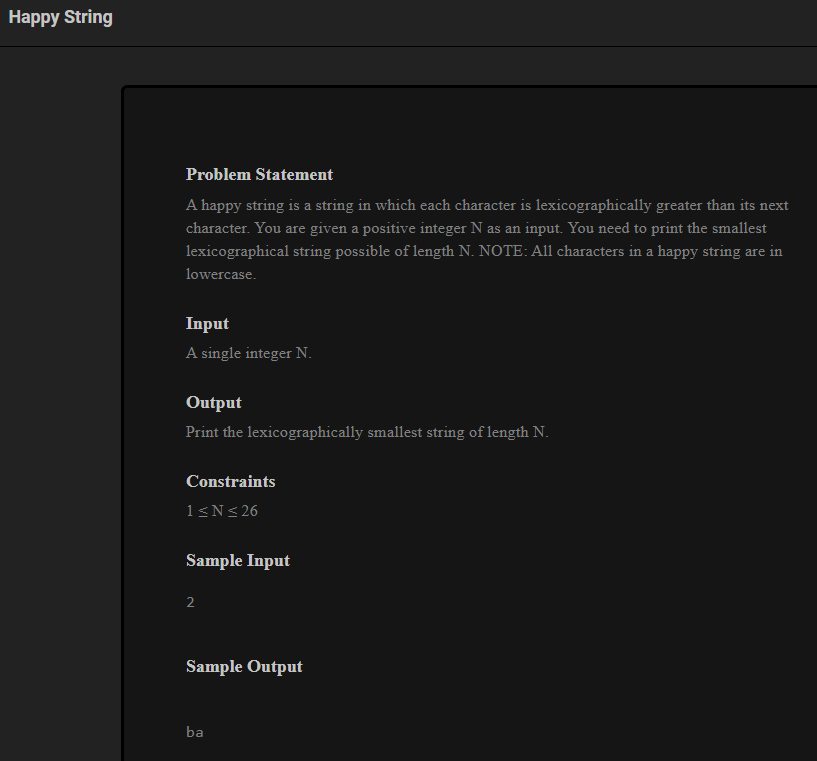 Happy String
Problem Statement
A happy string is a string in which each character is lexicographically greater than its next
character. You are given a positive integer N as an input. You need to print the smallest
lexicographical string possible of length N. NOTE: All characters in a happy string are in
lowercase.
Input
A single integer N.
Output
Print the lexicographically smallest string of length N.
Constraints
1 ≤ N ≤ 26
Sample Input
2
Sample Output
ba